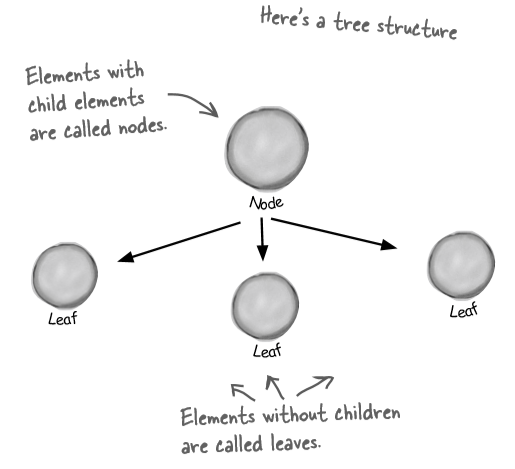 Here's a tree structure
Elements with
child elements
are called nodes.
Node
Leaf
Leaf
Leaf
Elements without children
are called leaves.